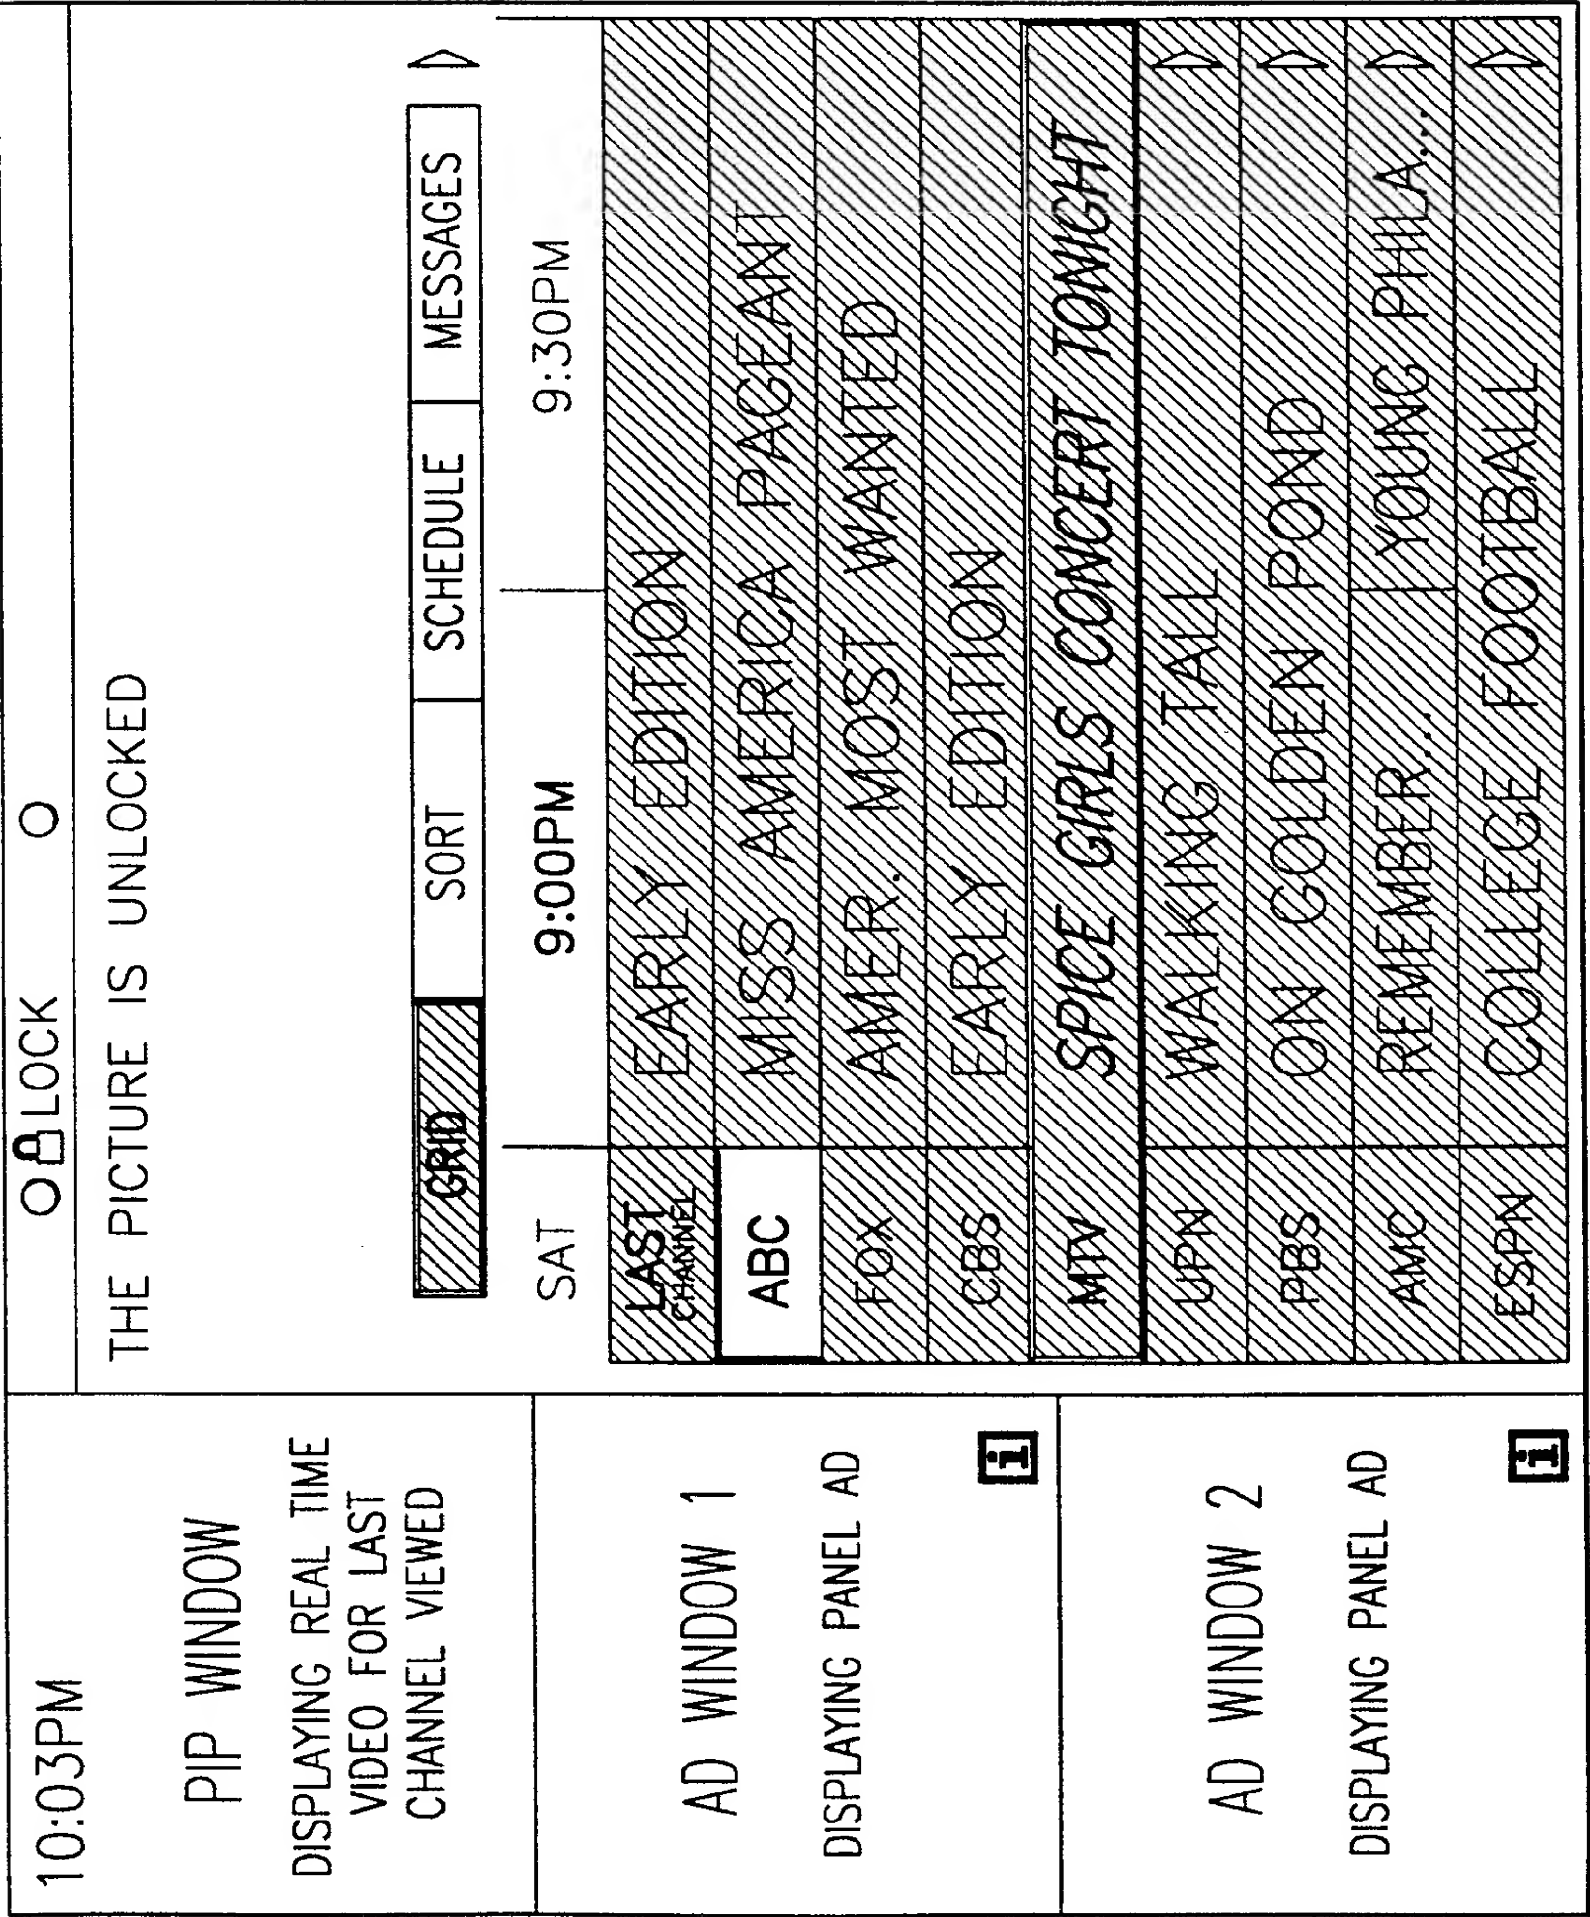 10:03PM
PIP WINDOW
DISPLAYING REAL TIME
VIDEO FOR LAST
CHANNEL VIEWED
AD WINDOW 1
DISPLAYING PANEL AD
i
AD WINDOW 2
DISPLAYING PANEL AD
i
LOCK
THE PICTURE IS UNLOCKED
GRID SORT SCHEDULE MESSAGES
SAT 9:00PM 9:30PM
LAST CHANNEL EARLY EDITION
ABC MISS AMERICA PAGEANT
FOX AMER. MOST WANTED
CBS EARLY EDITION
MTV SPICE GIRLS CONCERT TONIGHT
UPN WALKING TALL
PBS ON GOLDEN POND
AMC REMEMBER... YOUNG PHILA...
ESPN COLLEGE FOOTBALL